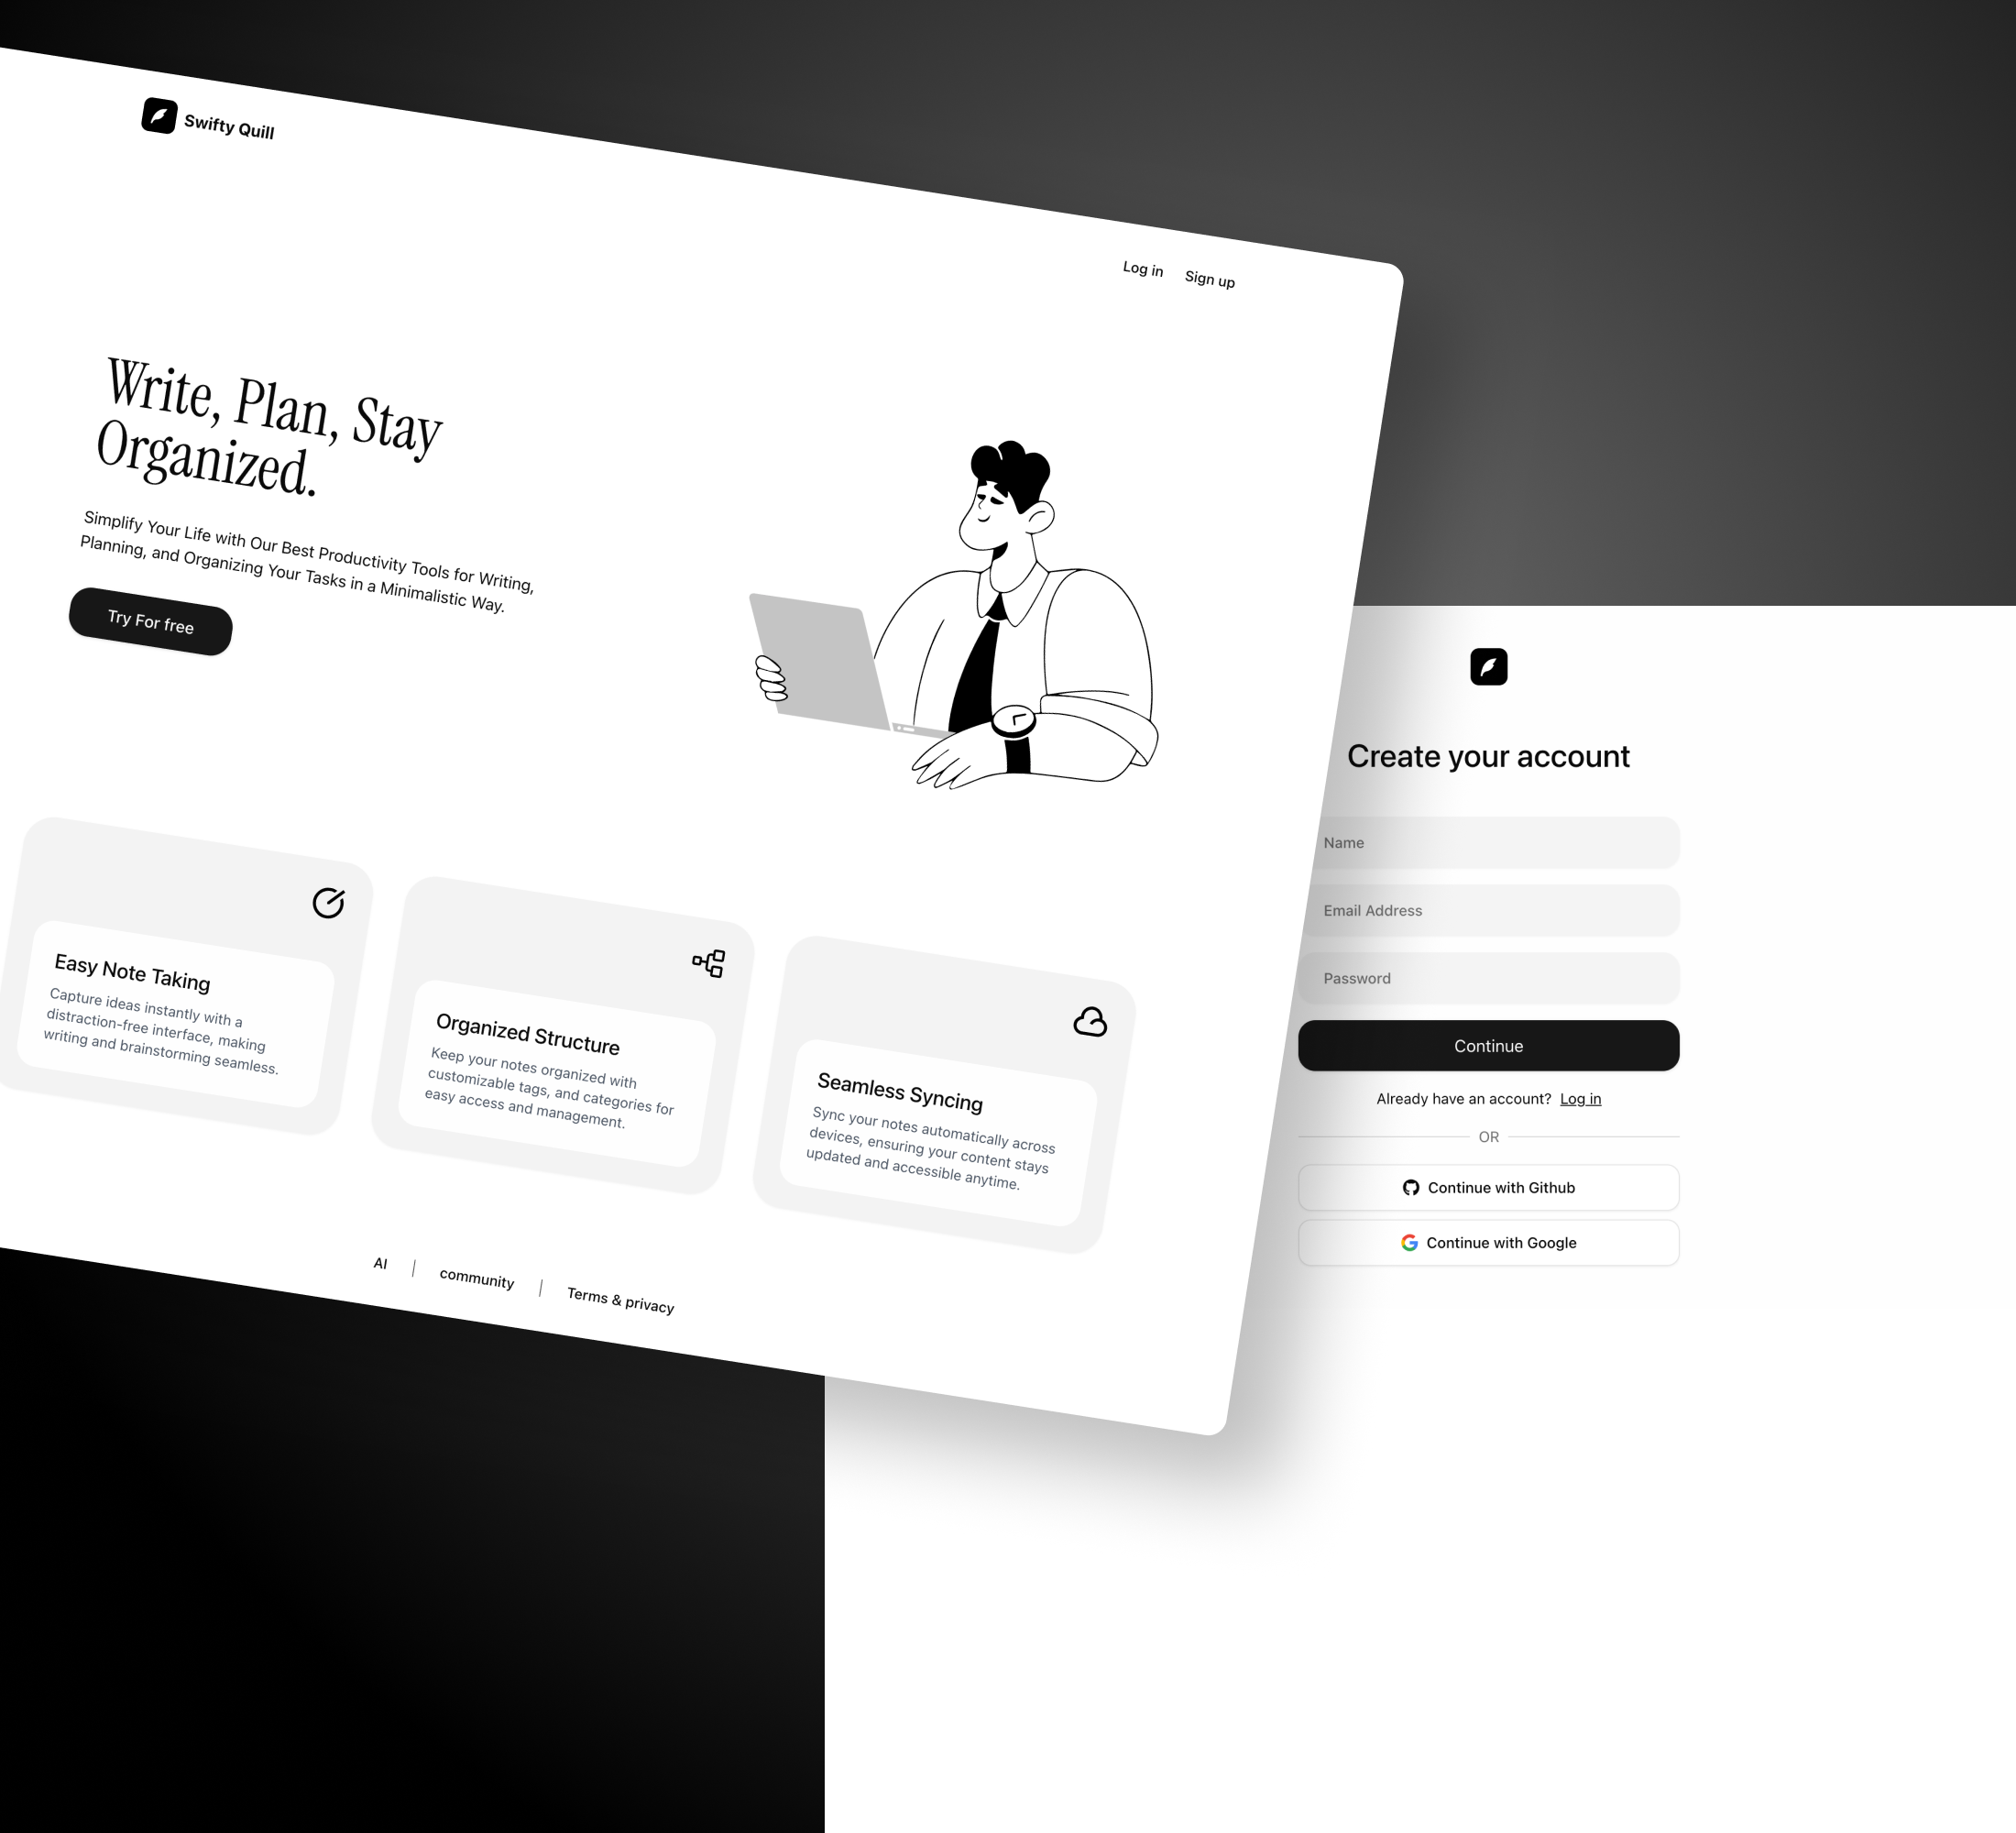 Swifty Quill
Log in
Sign up
Write, Plan, Stay
Organized.
Simplify Your Life with Our Best Productivity Tools for Writing,
Planning, and Organizing Your Tasks in a Minimalistic Way.
Try For free
Easy Note Taking
Capture ideas instantly with a
distraction-free interface, making
writing and brainstorming seamless.
Organized Structure
Keep your notes organized with
customizable tags, and categories for
easy access and management.
Seamless Syncing
Sync your notes automatically across
devices, ensuring your content stays
updated and accessible anytime.
AI
community
Terms & privacy
Create your account
Name
Email Address
Password
Continue
Already have an account? Log in
OR
Continue with Github
Continue with Google